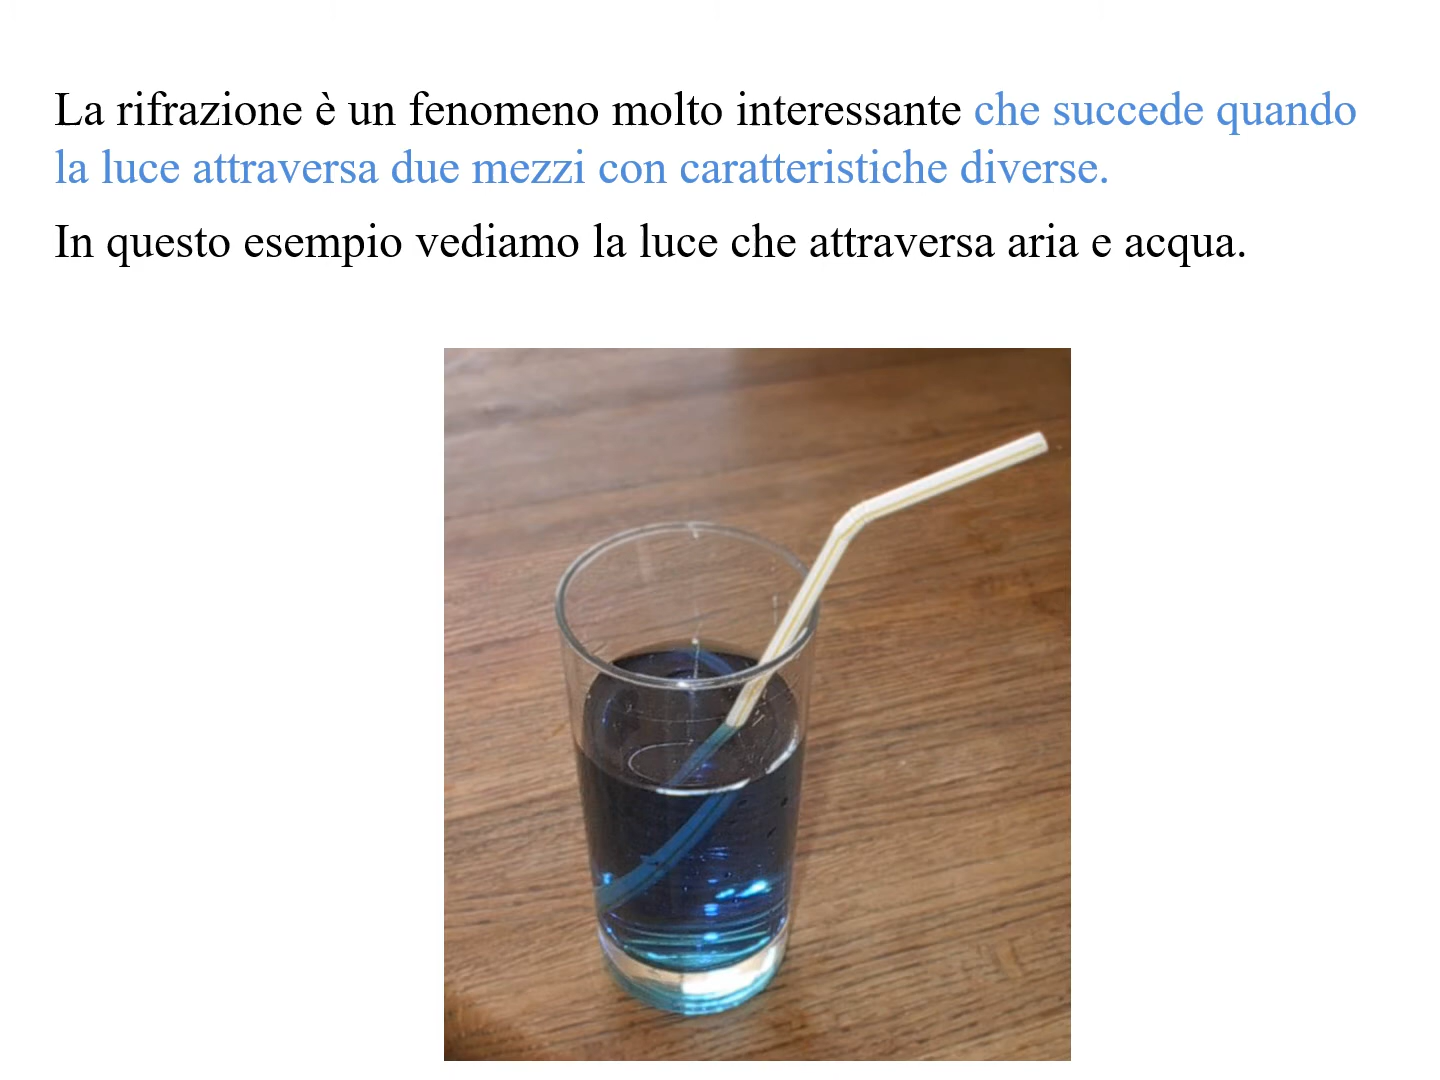 La rifrazione è un fenomeno molto interessante che succede quando
la luce attraversa due mezzi con caratteristiche diverse.
In questo esempio vediamo la luce che attraversa aria e acqua.